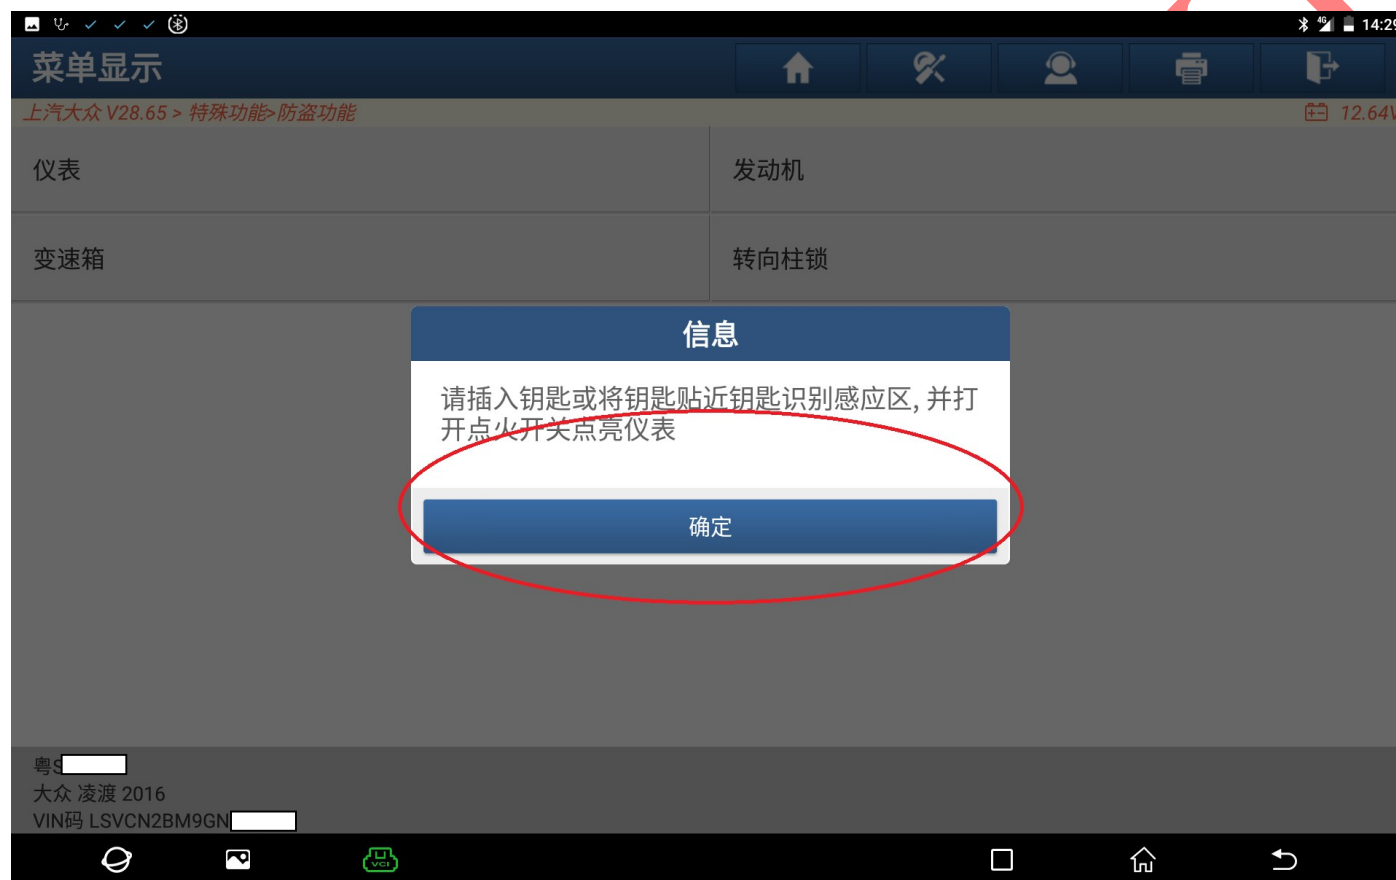 4G 14:29
菜单显示
上汽大众 V28.65 > 特殊功能>防盗功能 12.64V
仪表 发动机
变速箱 转向柱锁
信息
请插入钥匙或将钥匙贴近钥匙识别感应区, 并打
开点火开关点亮仪表
确定
粤S
大众 凌渡 2016
VIN码 LSVCN2BM9GN
VCI